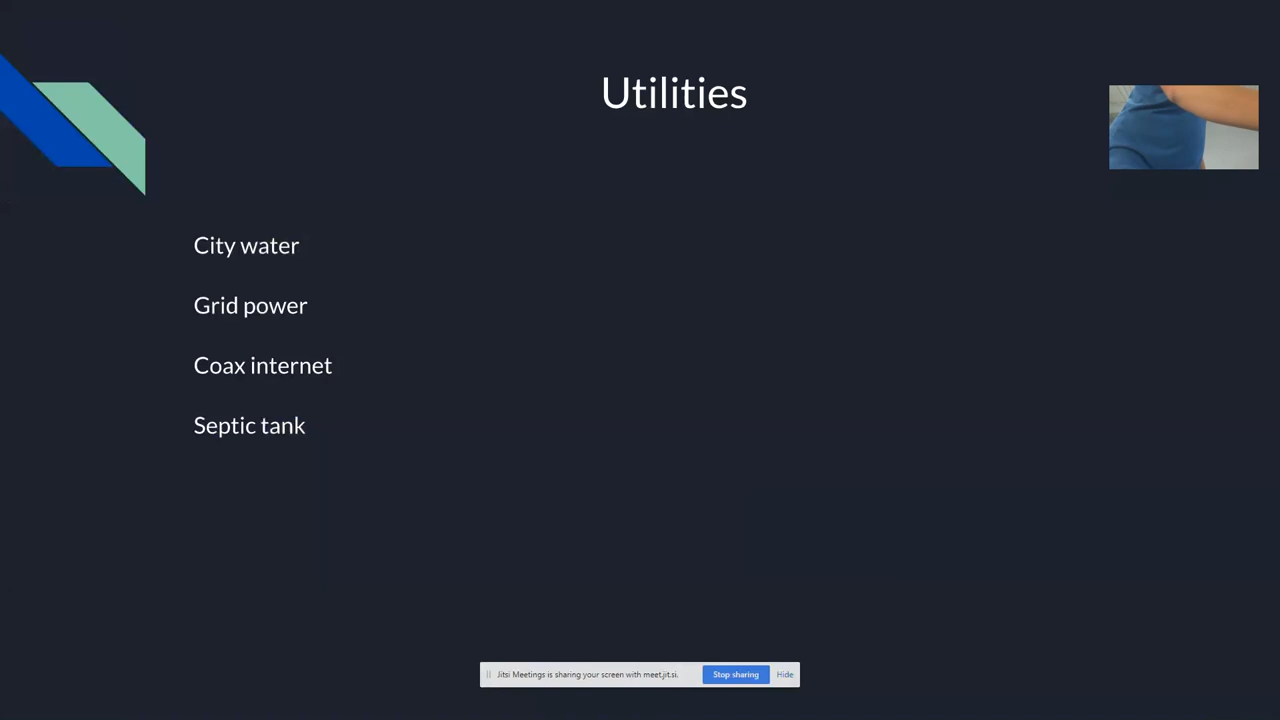 Utilities
City water
Grid power
Coax internet
Septic tank
Jitsi Meetings is sharing your screen with meet.jit.si.
Stop sharing
Hide